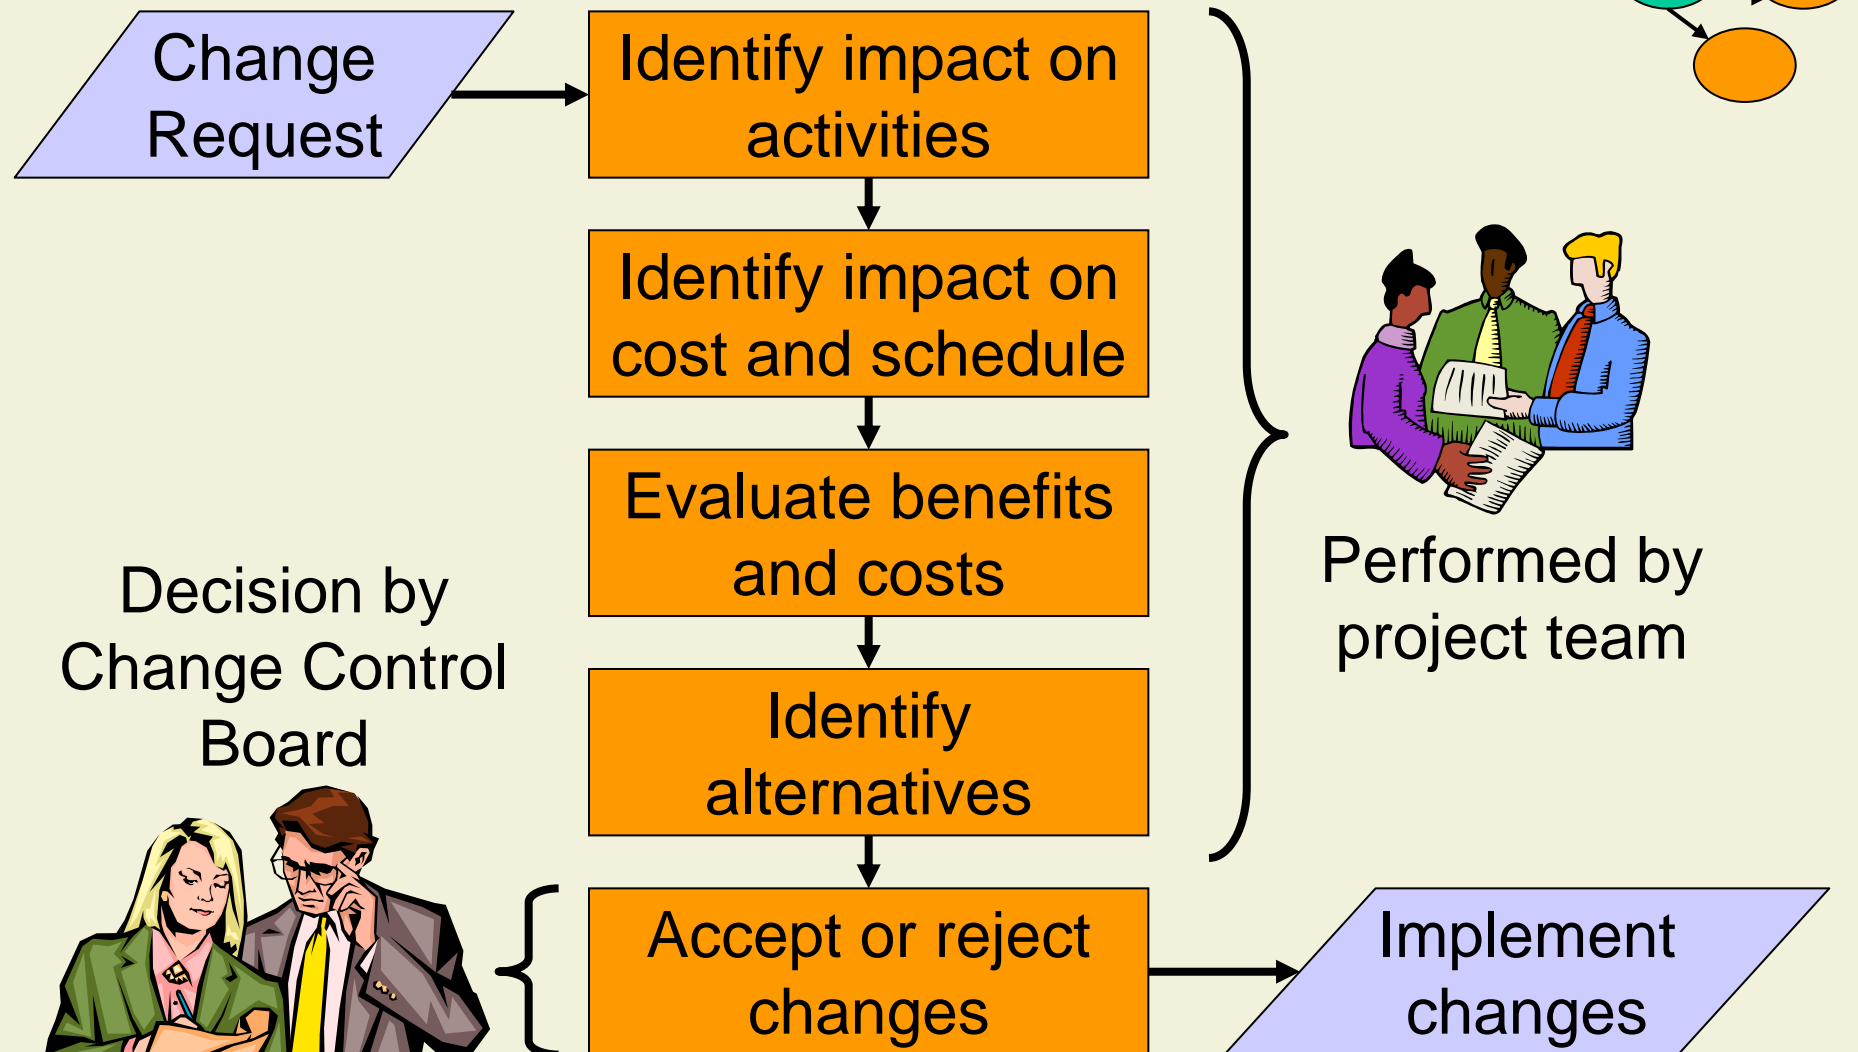 Change
Request
Identify impact on
activities
Identify impact on
cost and schedule
Evaluate benefits
and costs
Performed by
project team
Decision by
Change Control
Board
Identify
alternatives
Accept or reject
changes
Implement
changes